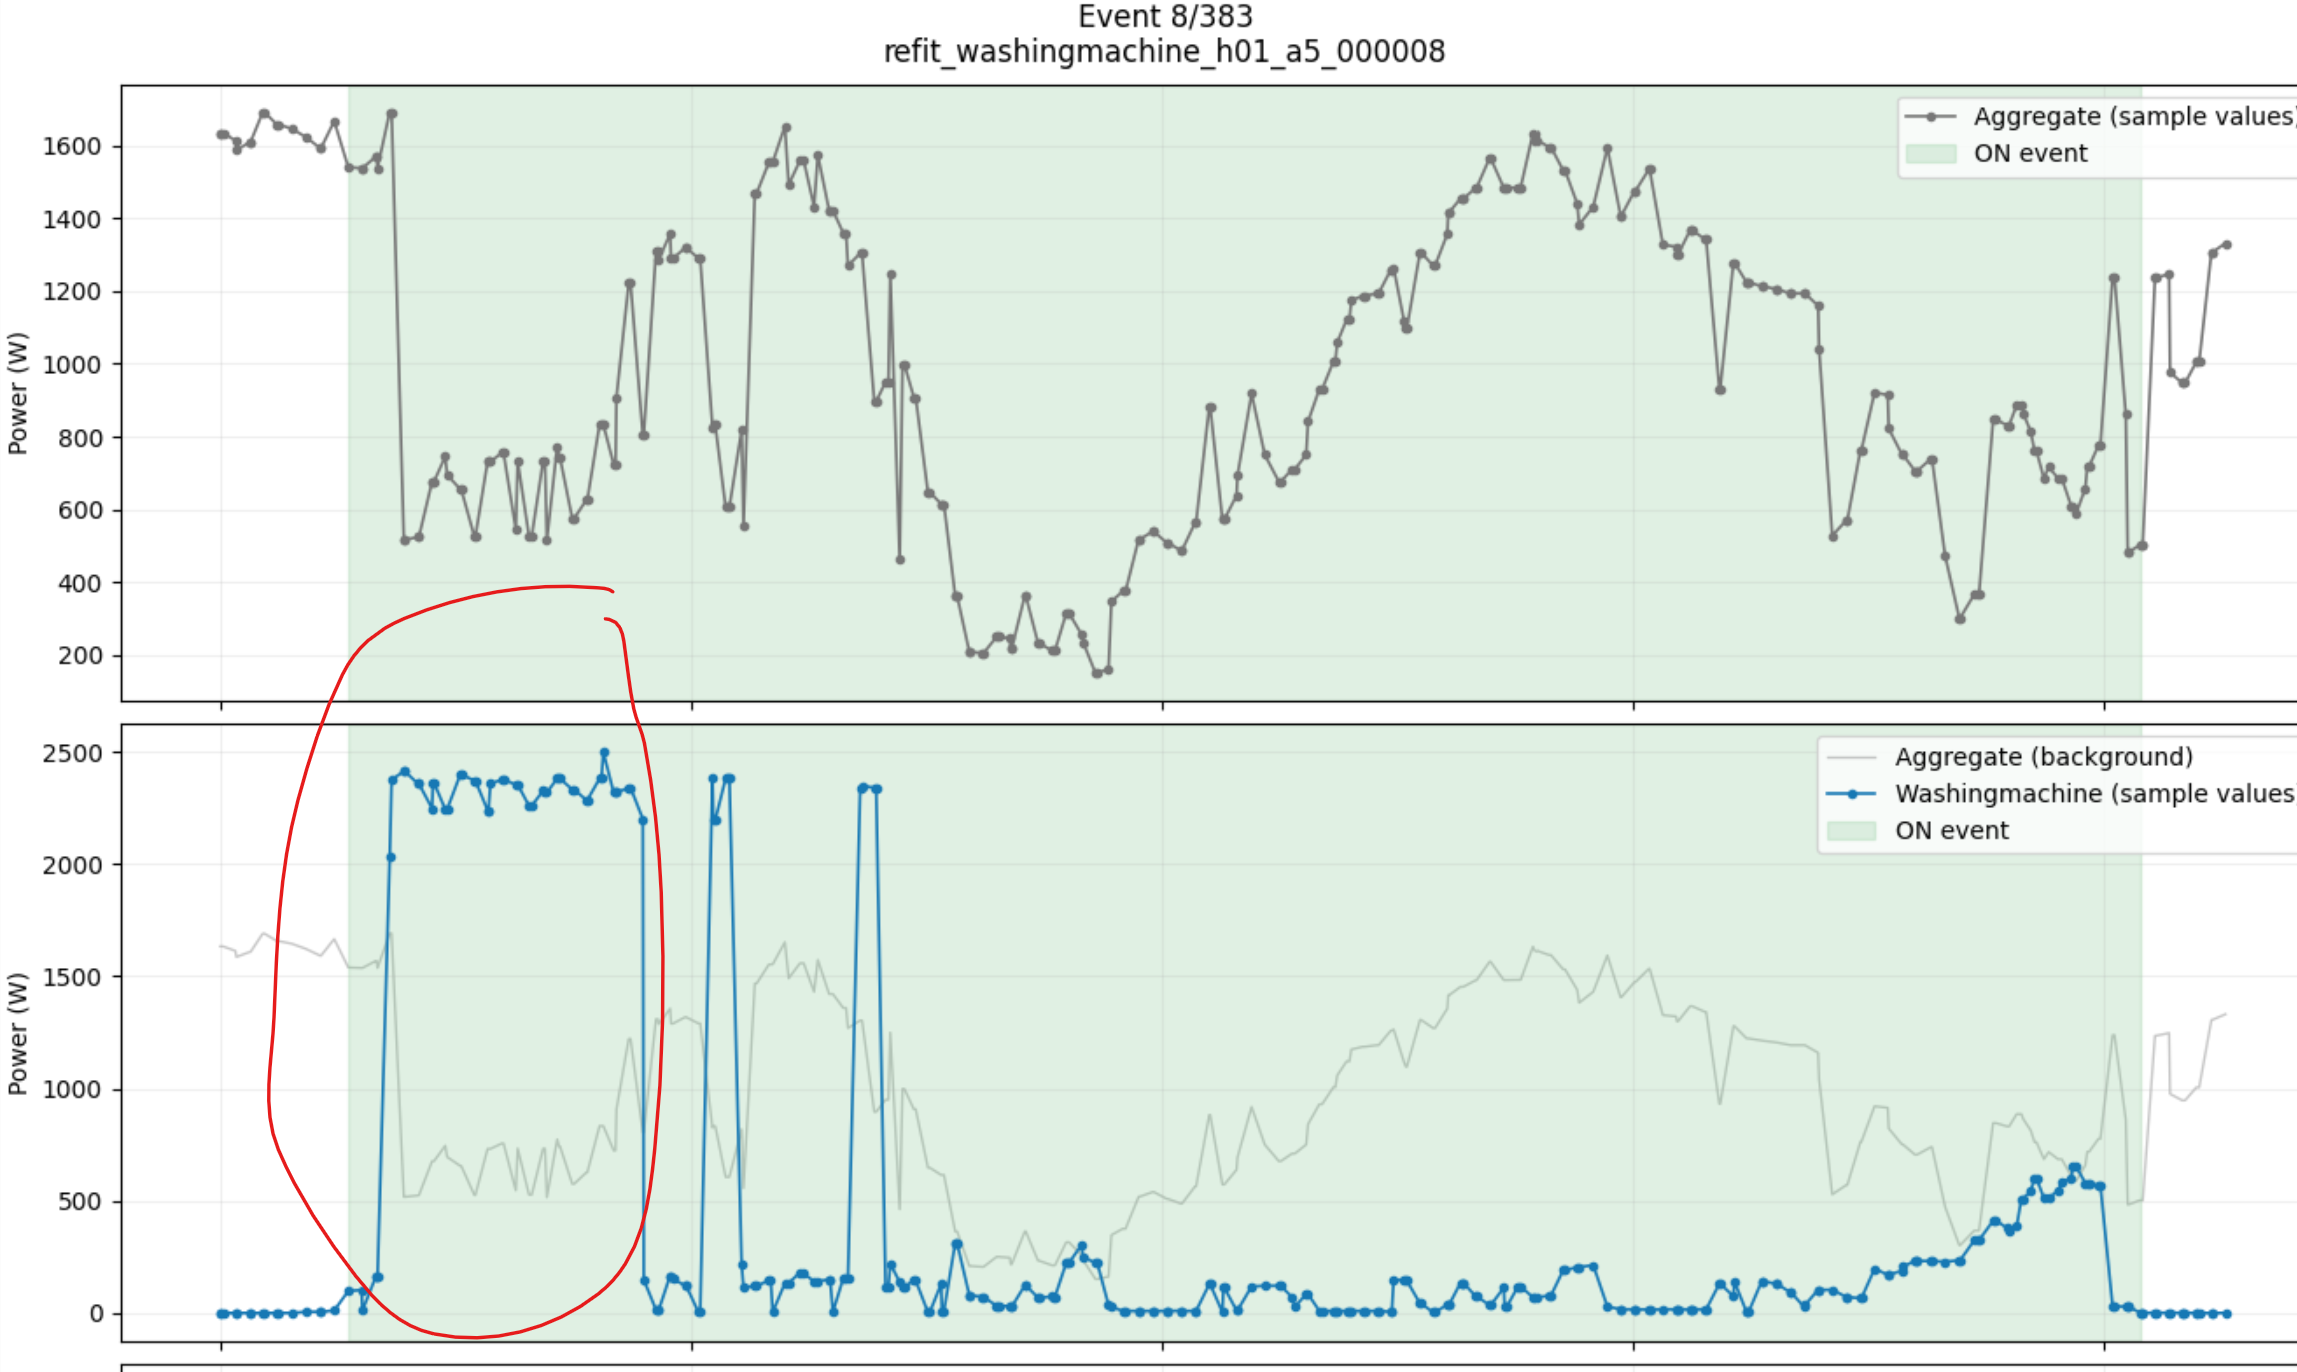 Event 8/383
refit_washingmachine_h01_a5_000008
Power (W)
1600
1400
1200
1000
800
600
400
200
Aggregate (sample values)
ON event
Power (W)
2500
2000
1500
1000
500
0
Aggregate (background)
Washingmachine (sample values
ON event